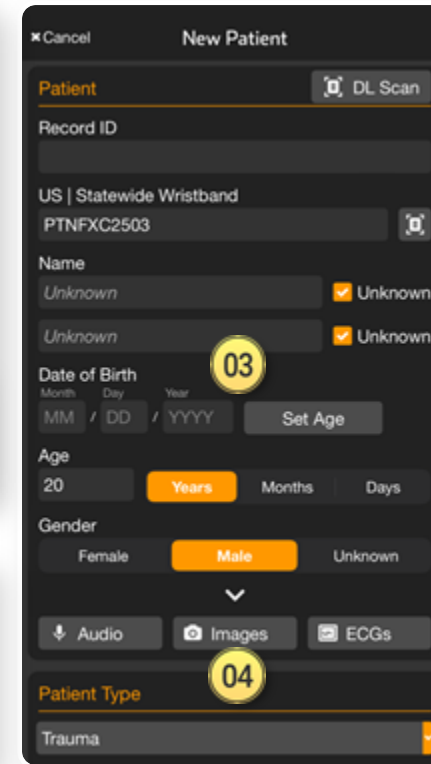 ×Cancel New Patient
Patient DL Scan
Record ID
US | Statewide Wristband
PTNFXC2503
Name
Unknown Unknown
Unknown Unknown
03
Date of Birth
Month Day Year
MM / DD / YYYY Set Age
Age
20 Years Months Days
Gender
Female Male Unknown
Audio Images ECGs
04
Patient Type
Trauma